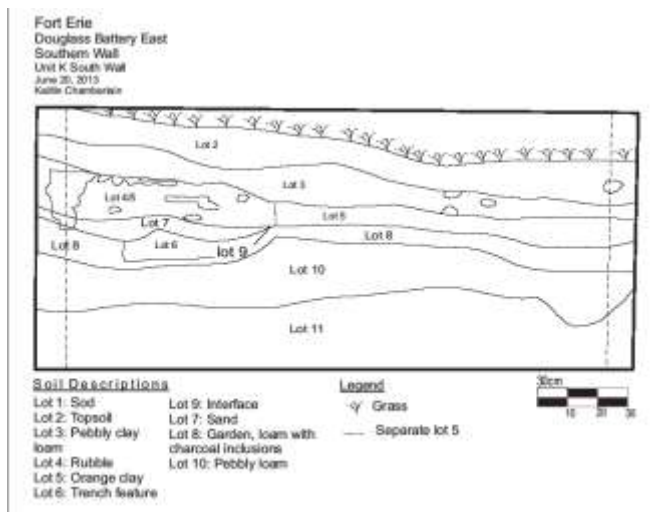 Fort Erie
Douglass Battery East
Southern Wall
Unit K South Wall
June 20, 2013
Kaitlin Chamberlain
Lot 2
Lot 3
Lot 4/5
Lot 5
Lot 7
Lot 8
Lot 8
Lot 6
lot 9
Lot 10
Lot 11
Soil Descriptions
Lot 1: Sod
Lot 2: Topsoil
Lot 3: Pebbly clay
loam
Lot 4: Rubble
Lot 5: Orange clay
Lot 6: Trench feature
Lot 9: Interface
Lot 7: Sand
Lot 8: Garden, loam with
charcoal inclusions
Lot 10: Pebbly loam
Legend
Grass
Separate lot 5
30cm
10 20 30